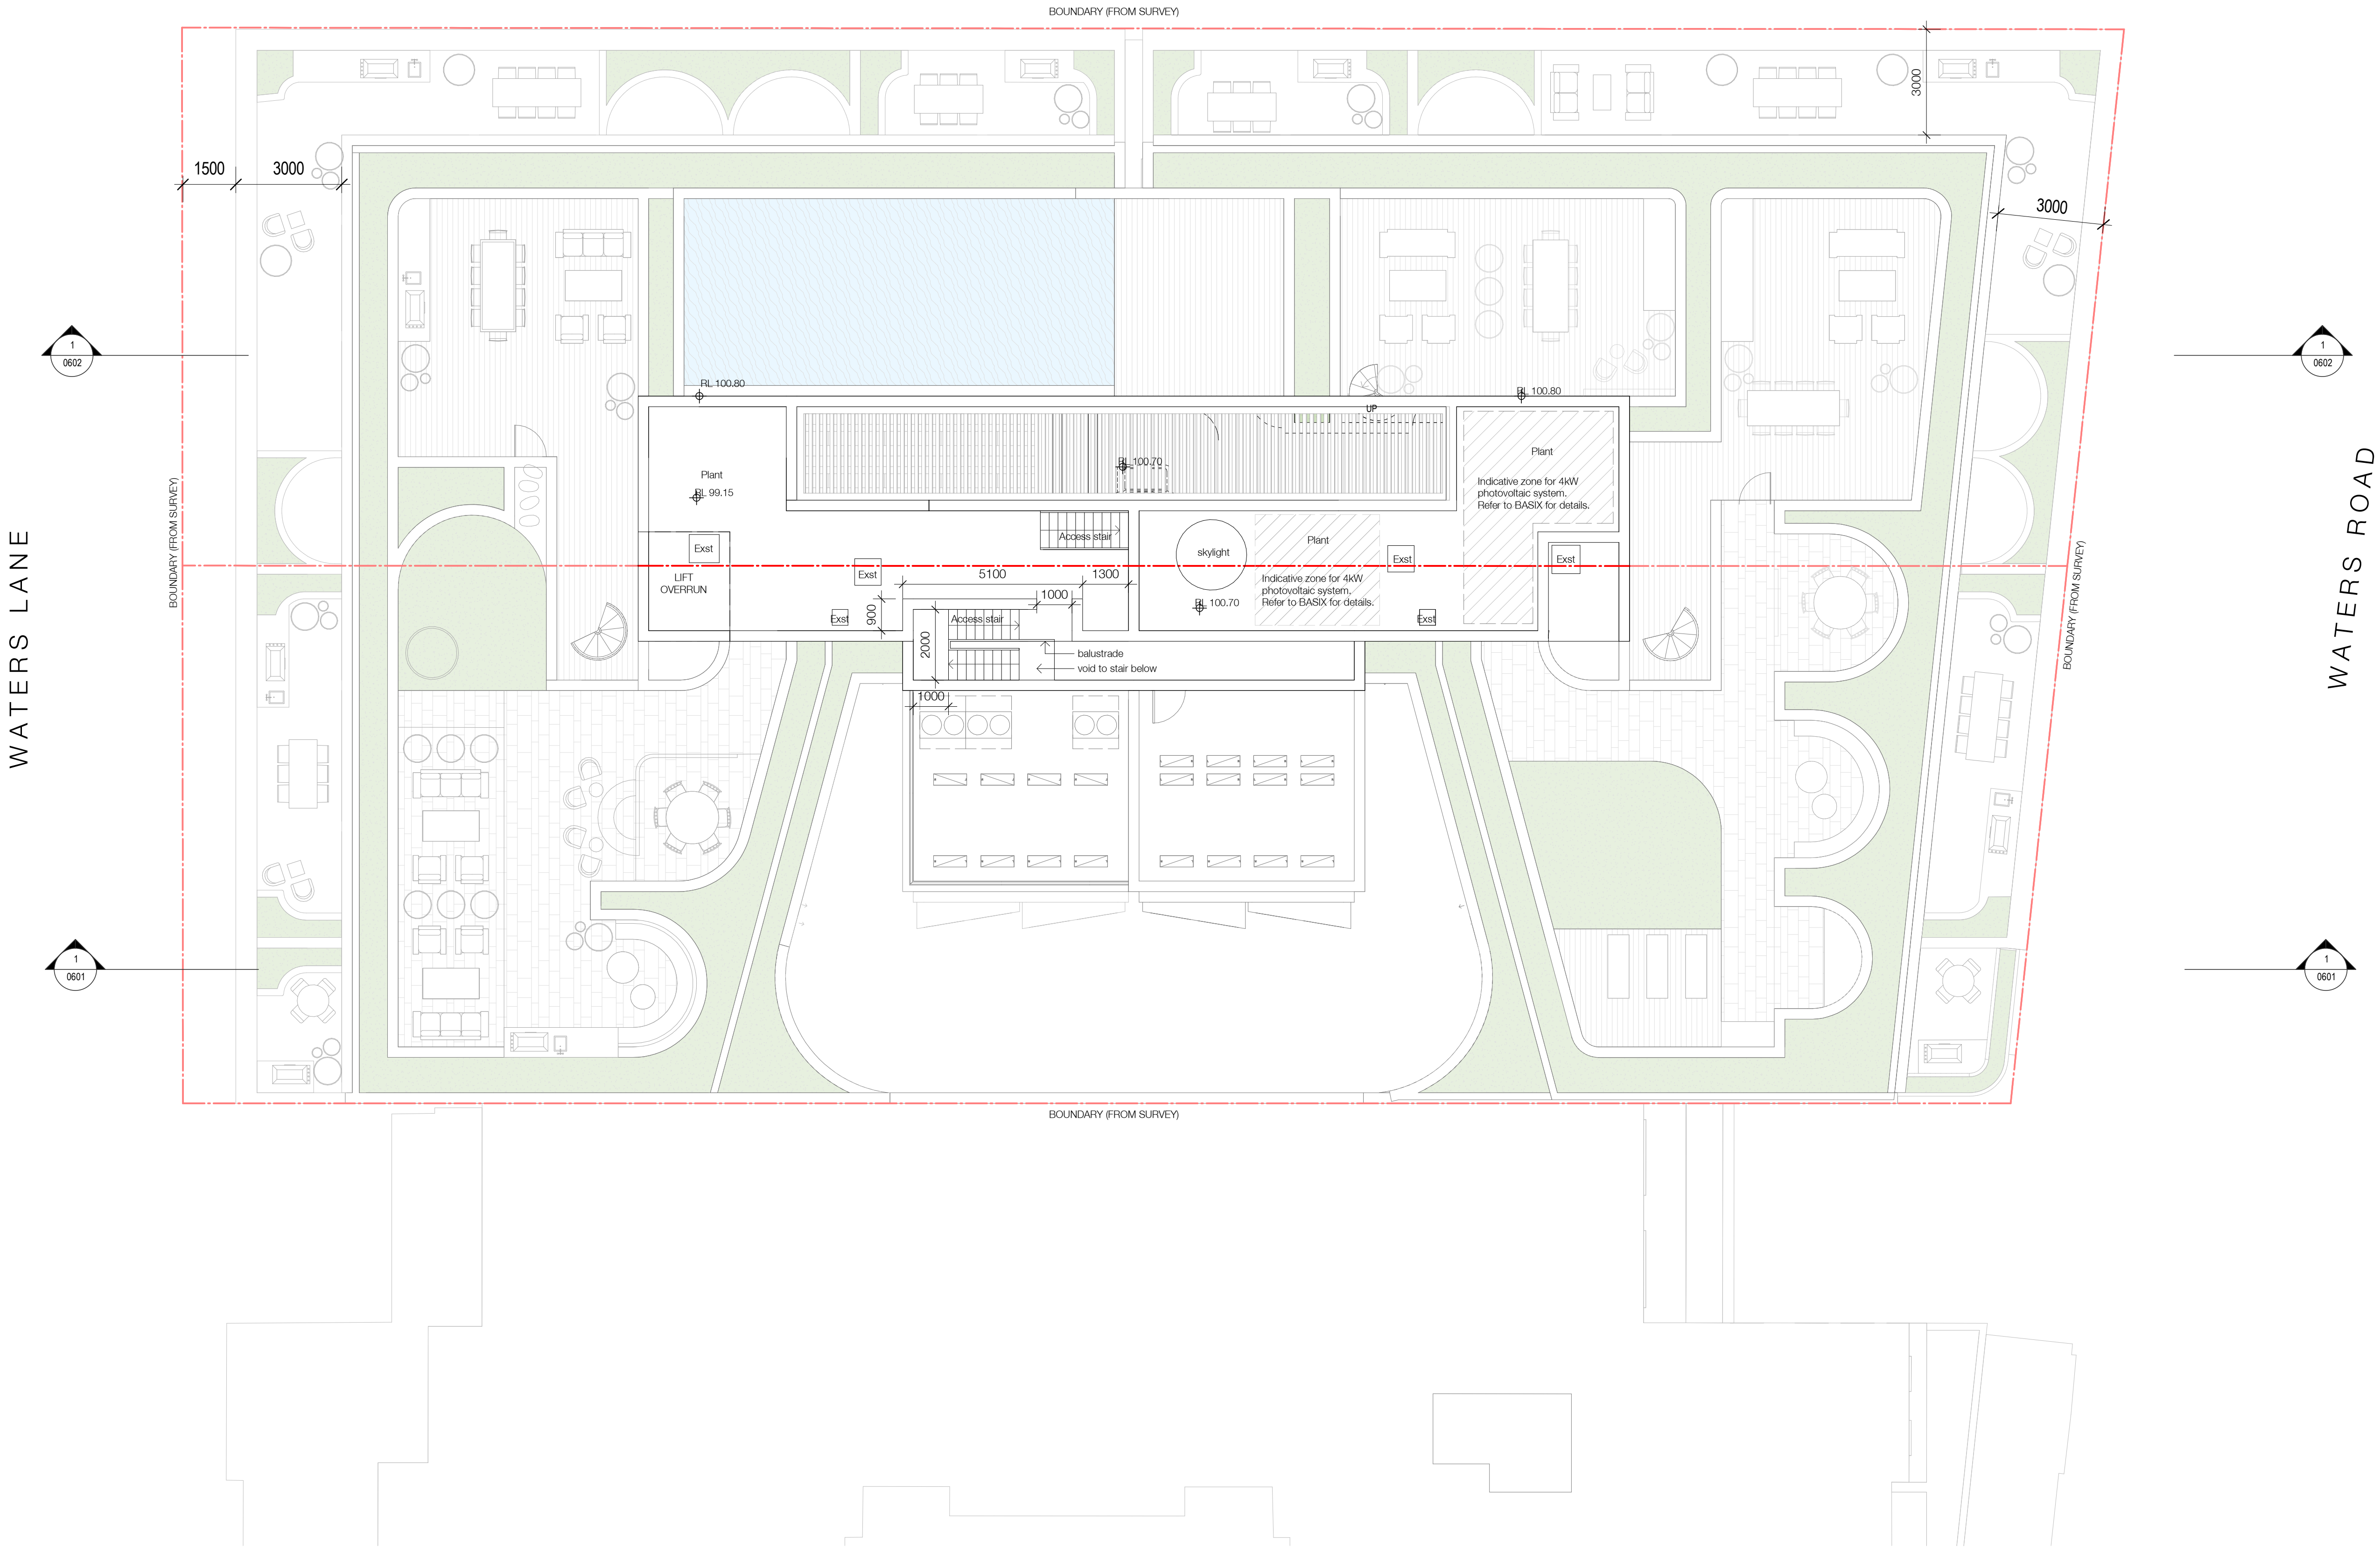 BOUNDARY (FROM SURVEY)
3000
1500
3000
3000
1
0602
1
0602
RL 100.80
RL 100.80
UP
RL 100.70
Plant
RL 99.15
Plant
Indicative zone for 4kW
photovoltaic system.
Refer to BASIX for details.
WATERS LANE
BOUNDARY (FROM SURVEY)
Access stair
Exst
skylight
Plant
Exst
Exst
LIFT
OVERRUN
Exst
5100
1300
Indicative zone for 4kW
photovoltaic system.
Refer to BASIX for details.
RL 100.70
1000
900
Exst
Access stair
Exst
2000
balustrade
void to stair below
1000
BOUNDARY (FROM SURVEY)
WATERS ROAD
1
0601
1
0601
BOUNDARY (FROM SURVEY)